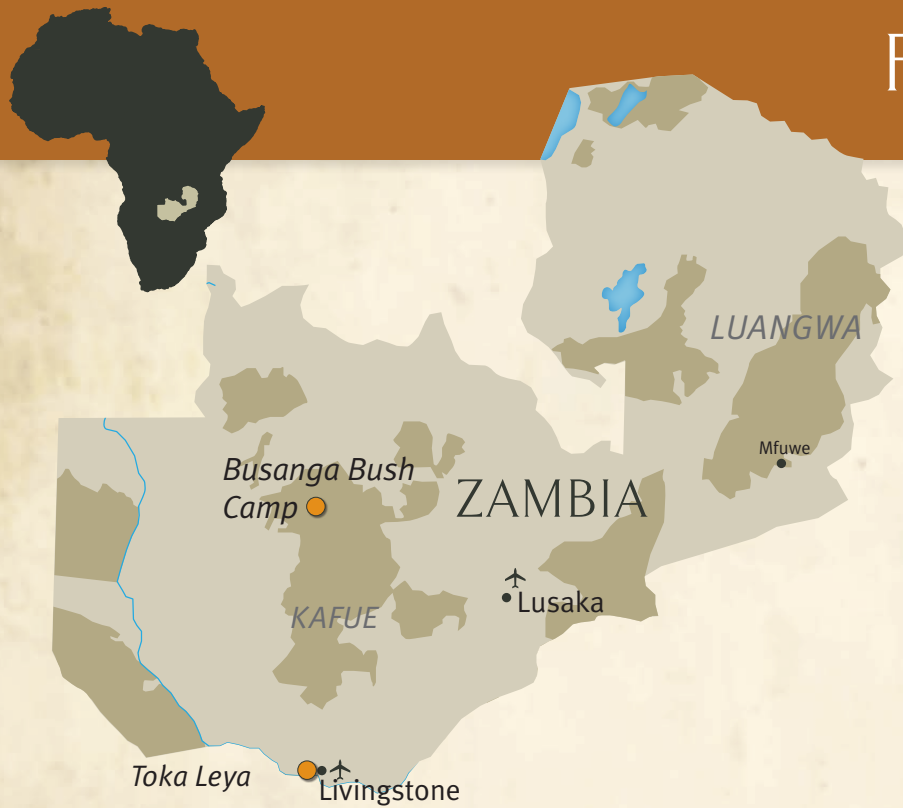 LUANGWA
Mfuwe
Busanga Bush
Camp
ZAMBIA
Lusaka
KAFUE
Toka Leya
Livingstone